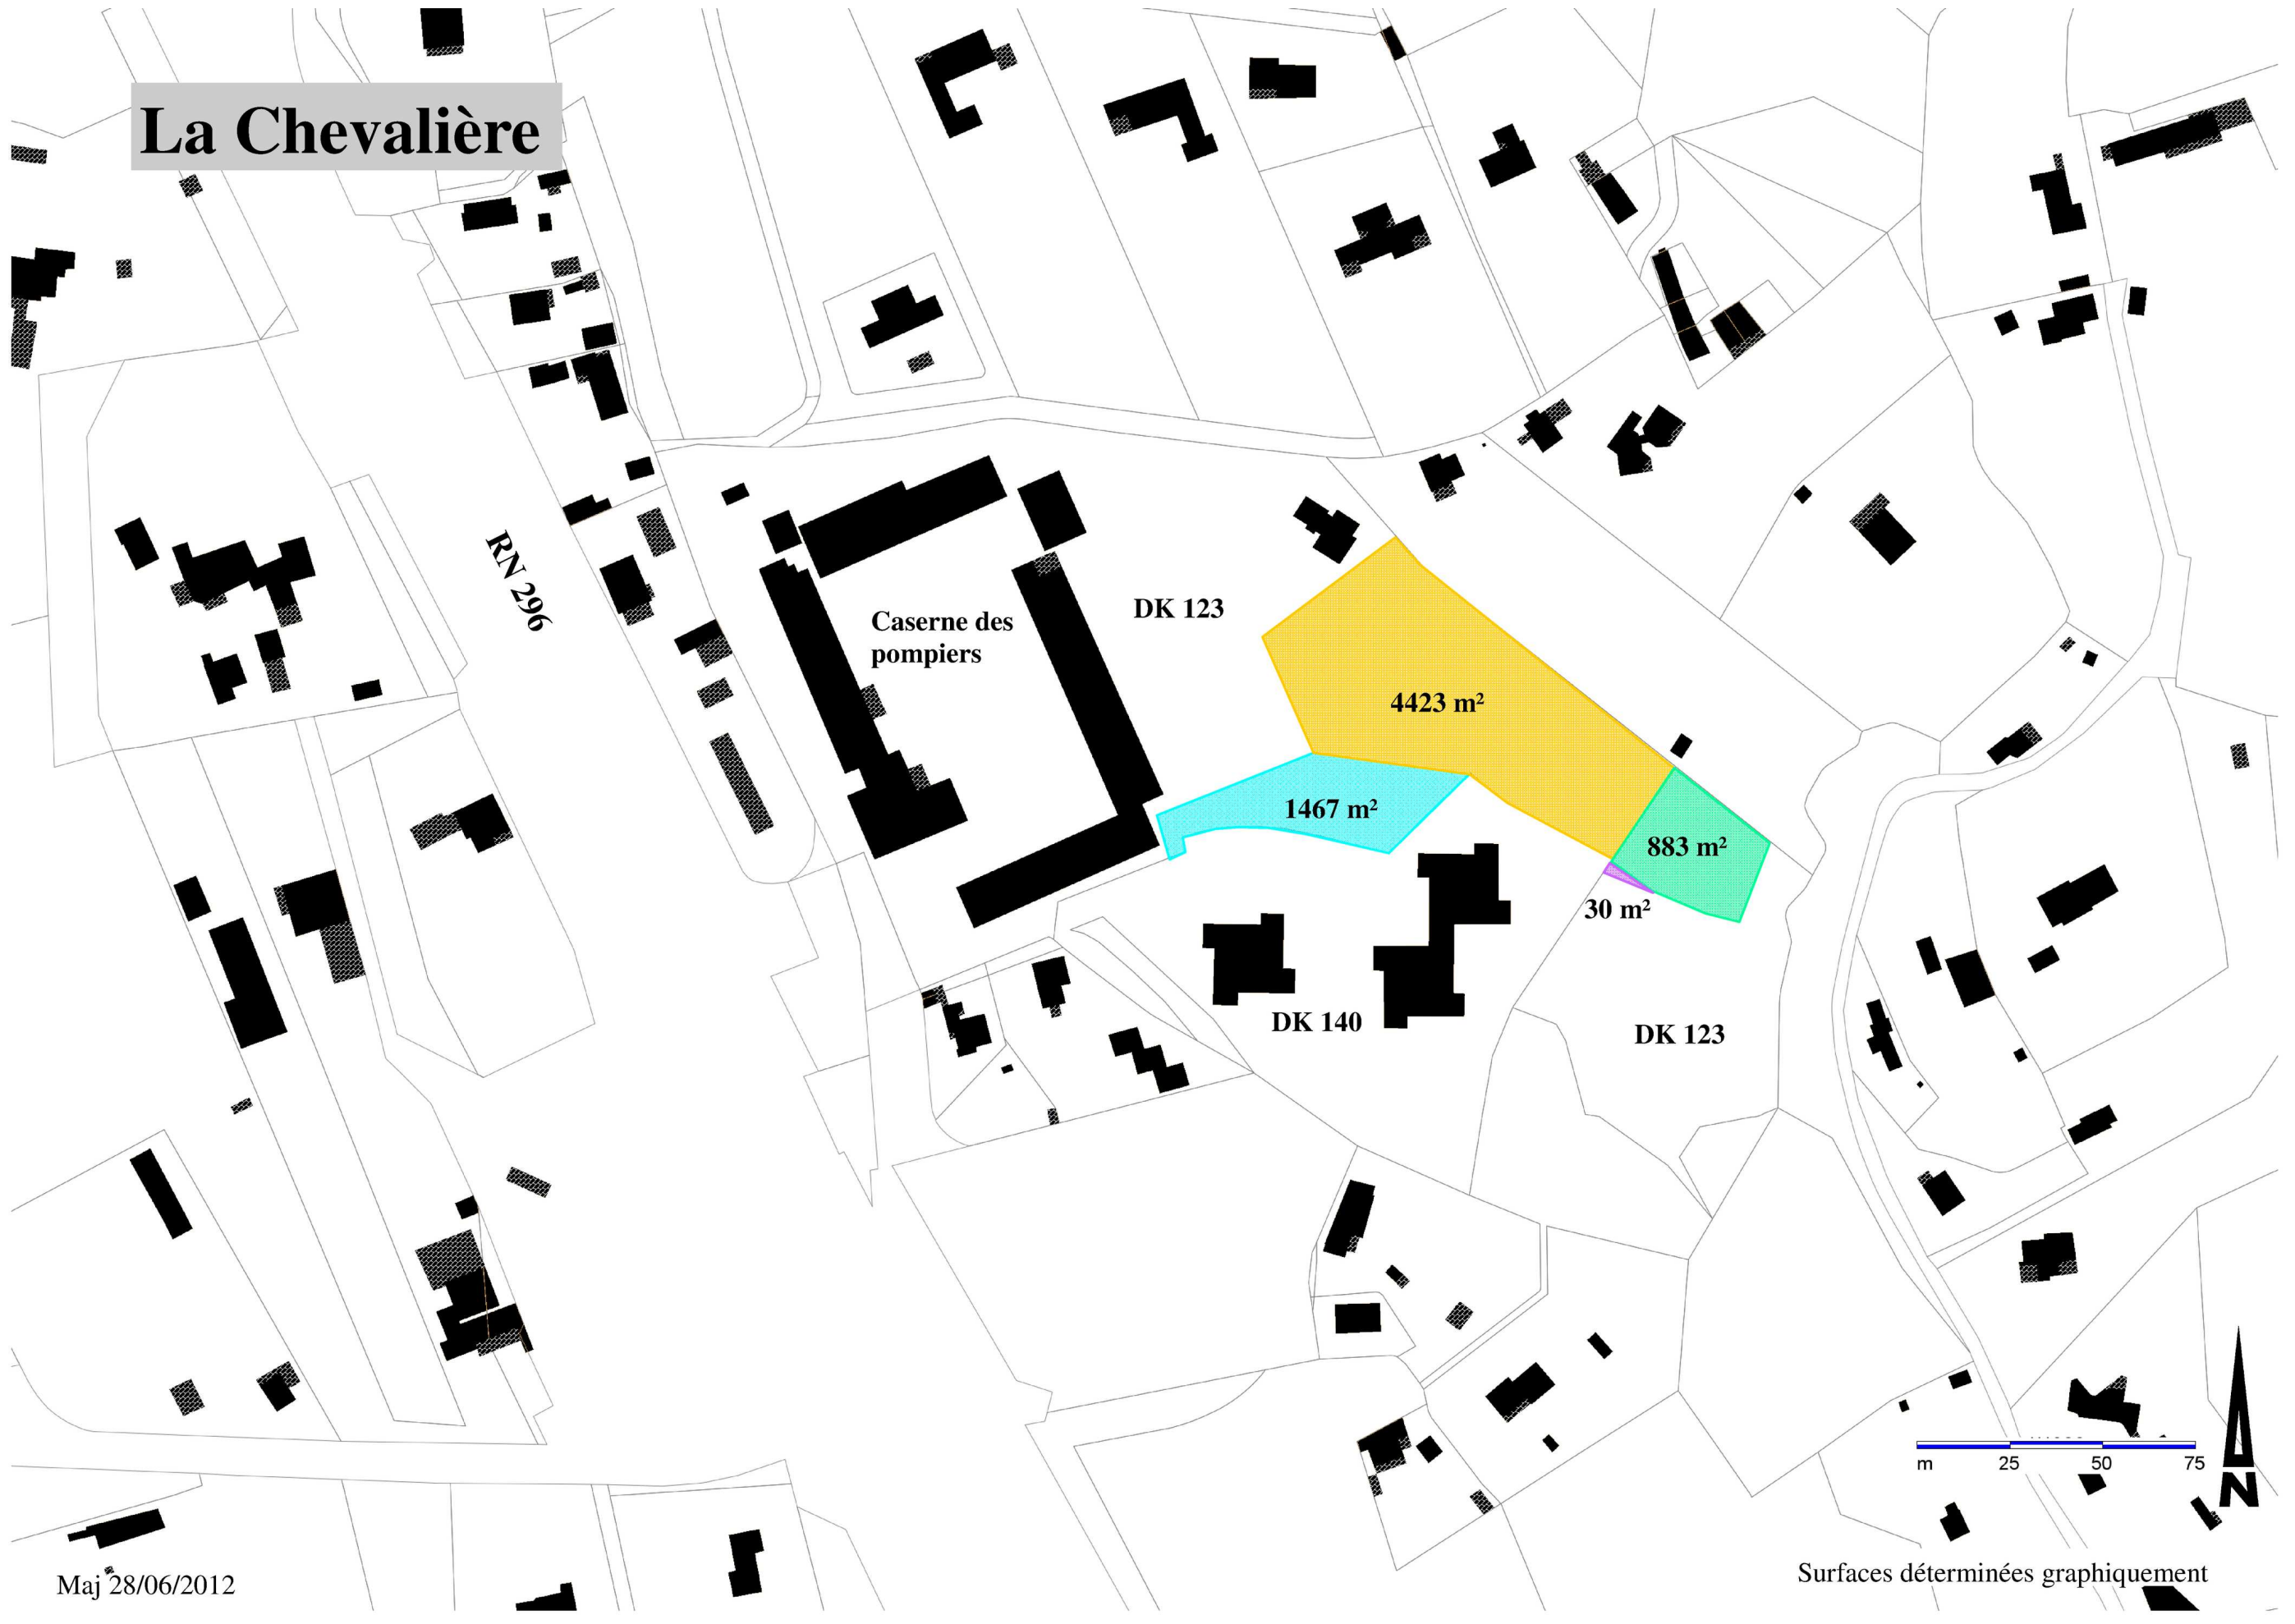 La Chevalière
RN 296
Caserne des
pompiers
DK 123
4423 m²
1467 m²
883 m²
30 m²
DK 140
DK 123
m 25 50 75
N
Maj 28/06/2012
Surfaces déterminées graphiquement